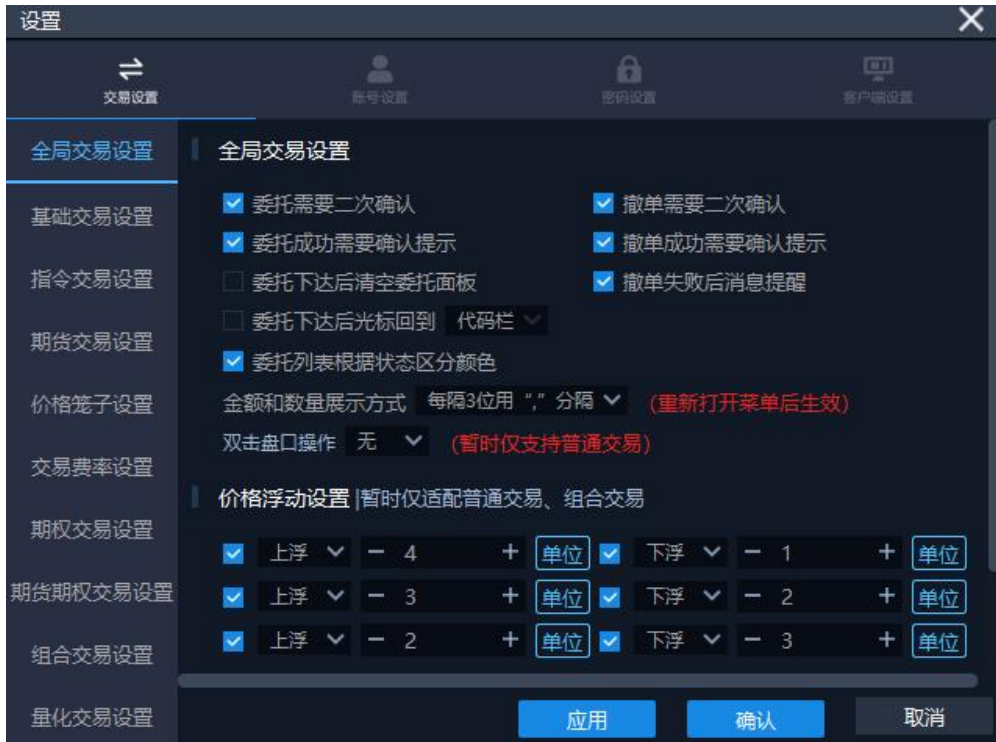 设置
交易设置 账号设置 密码设置 客户端设置
全局交易设置
基础交易设置
指令交易设置
期货交易设置
价格笼子设置
交易费率设置
期权交易设置
期货期权交易设置
组合交易设置
量化交易设置
全局交易设置
委托需要二次确认 撤单需要二次确认
委托成功需要确认提示 撤单成功需要确认提示
委托下达后清空委托面板 撤单失败后消息提醒
委托下达后光标回到 代码栏
委托列表根据状态区分颜色
金额和数量展示方式 每隔3位用“,”分隔 (重新打开菜单后生效)
双击盘口操作 无 (暂时仅支持普通交易)
价格浮动设置 |暂时仅适配普通交易、组合交易
上浮 − 4 + 单位 下浮 − 1 + 单位
上浮 − 3 + 单位 下浮 − 2 + 单位
上浮 − 2 + 单位 下浮 − 3 + 单位
应用 确认 取消